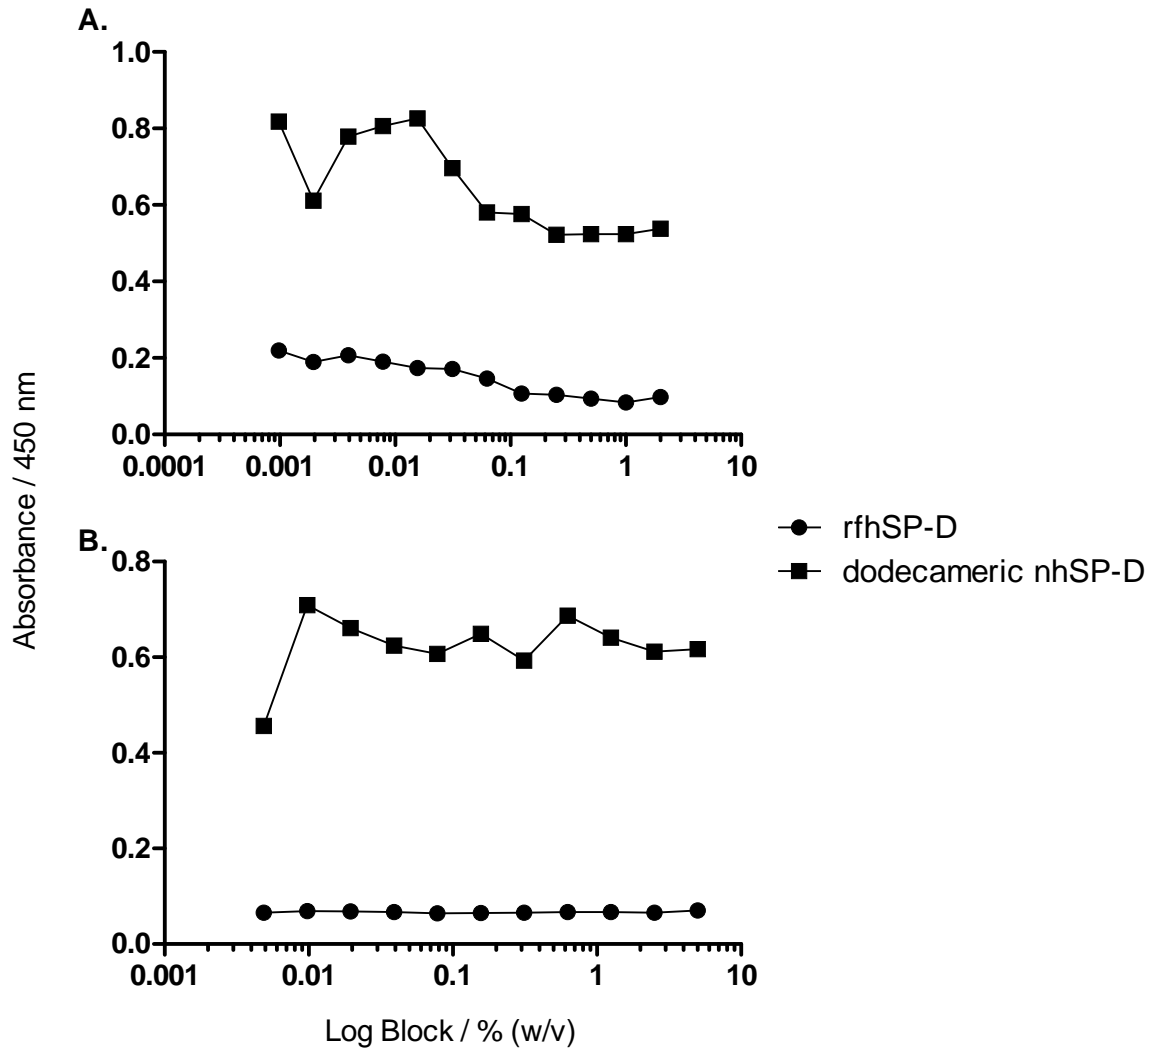 A.
1.0
0.8
0.6
0.4
0.2
0.0
0.0001 0.001 0.01 0.1 1 10
Absorbance / 450 nm
rfhSP-D
dodecameric nhSP-D
B.
0.8
0.6
0.4
0.2
0.0
0.001 0.01 0.1 1 10
Log Block / % (w/v)